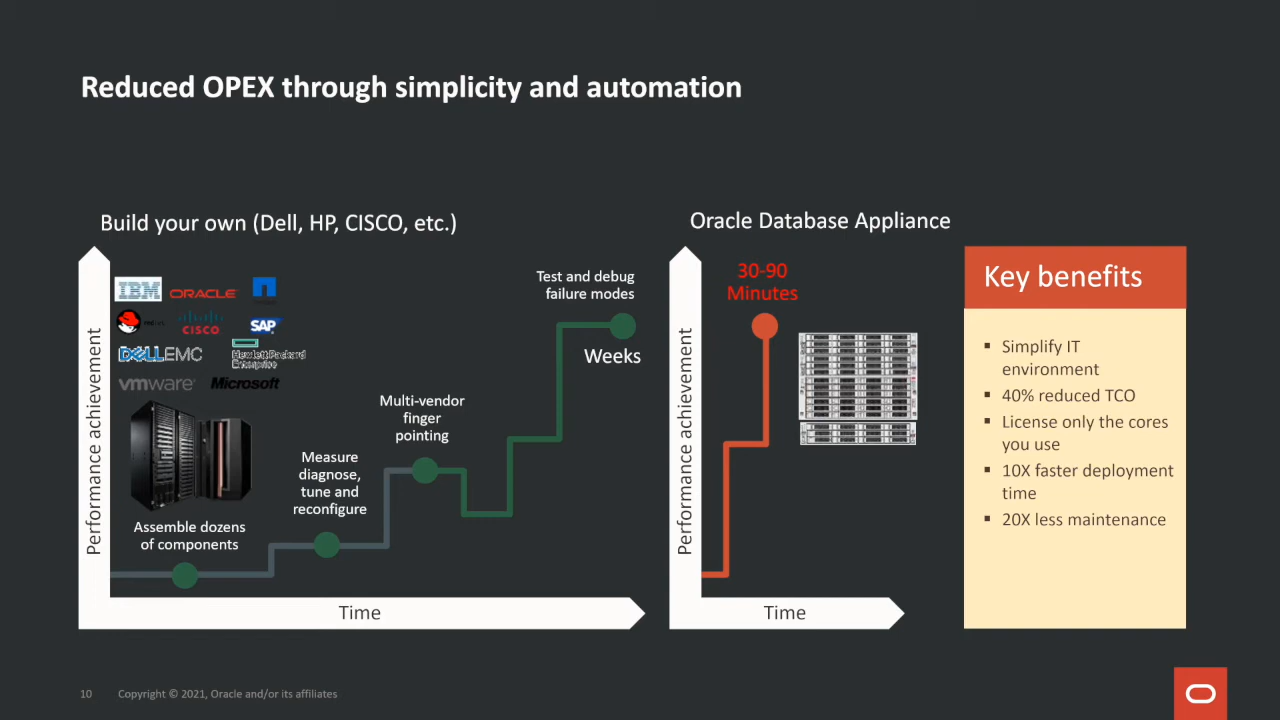 Reduced OPEX through simplicity and automation
Build your own (Dell, HP, CISCO, etc.)
Performance achievement
IBM
ORACLE
CISCO
SAP
DELLEMC
Hewlett Packard
Enterprise
vmware
Microsoft
Assemble dozens
of components
Measure
diagnose,
tune and
reconfigure
Multi-vendor
finger
pointing
Test and debug
failure modes
Weeks
Time
Oracle Database Appliance
Performance achievement
30-90
Minutes
Time
Key benefits
▪ Simplify IT
environment
▪ 40% reduced TCO
▪ License only the cores
you use
▪ 10X faster deployment
time
▪ 20X less maintenance
10 Copyright © 2021, Oracle and/or its affiliates